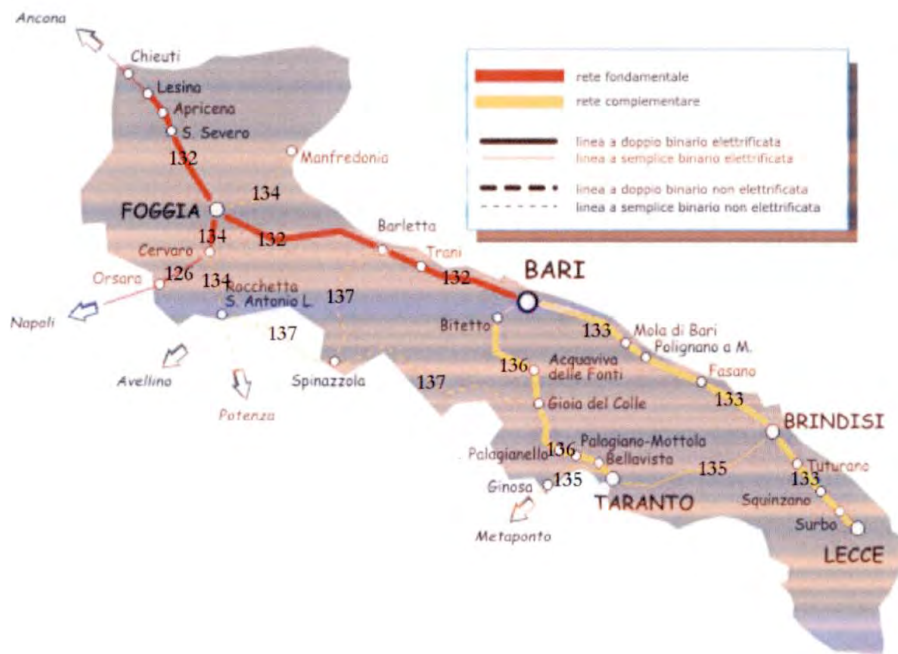 Ancona
Chieuti
Lesina
Apricena
S. Severo
132
Manfredonia
134
FOGGIA
134
132
Cervaro
Barletta
Trani
132
Orsara
126
134
Rocchetta
S. Antonio L.
137
BARI
Napoli
Bitetto
133
Mola di Bari
Polignano a M.
137
Avellino
Spinazzola
136
Acquaviva
delle Fonti
Fasano
133
Potenza
137
Gioia del Colle
BRINDISI
Palagianello
136
Palagiano-Mottola
Bellavista
135
Tuturano
133
Ginosa
135
TARANTO
Squinzano
Metaponto
Surbo
LECCE
rete fondamentale
rete complementare
linea a doppio binario elettrificata
linea a semplice binario elettrificata
linea a doppio binario non elettrificata
linea a semplice binario non elettrificata